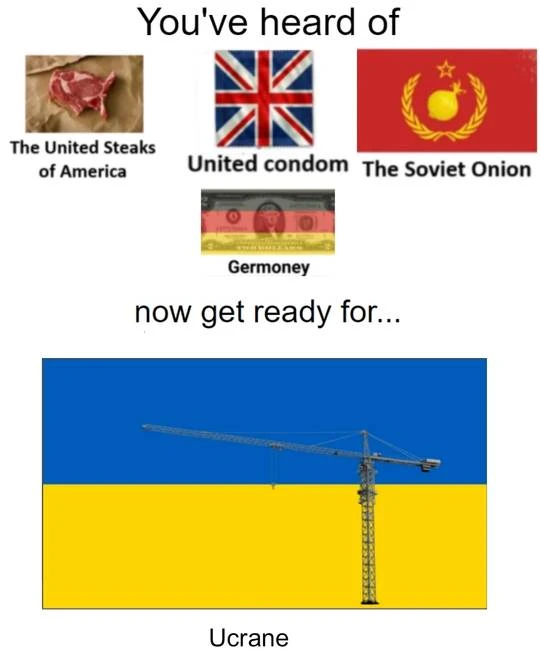 You've heard of
The United Steaks
of America
United condom
The Soviet Onion
Germoney
now get ready for...
Ucrane